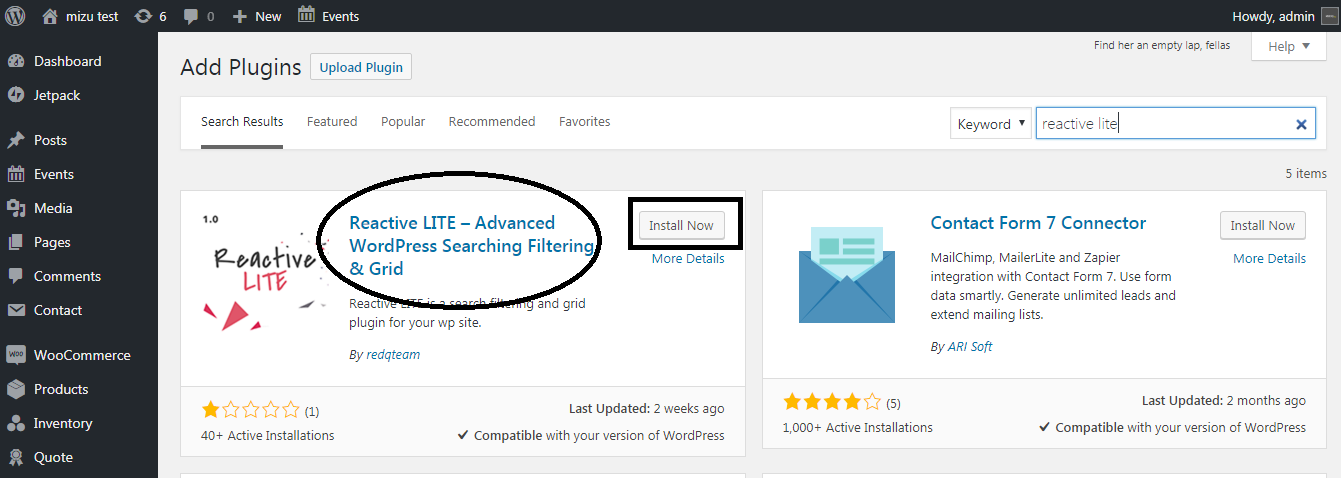 mizu test 6 0 New Events Howdy, admin
Find her an empty lap, fellas Help
Add Plugins Upload Plugin
Search Results Featured Popular Recommended Favorites Keyword reactive lite
5 items
Dashboard
Jetpack
Posts
Events
Media
Pages
Comments
Contact
WOO WooCommerce
Products
Inventory
Quote
1.0
Reactive
LITE
Reactive LITE – Advanced
WordPress Searching Filtering
& Grid
Install Now
More Details
Reactive LITE is a search filtering and grid
plugin for your wp site.
By redqteam
(1) Last Updated: 2 weeks ago
40+ Active Installations Compatible with your version of WordPress
Contact Form 7 Connector
Install Now
More Details
MailChimp, MailerLite and Zapier
integration with Contact Form 7. Use form
data smartly. Generate unlimited leads and
extend mailing lists.
By ARI Soft
(5) Last Updated: 2 months ago
1,000+ Active Installations Compatible with your version of WordPress